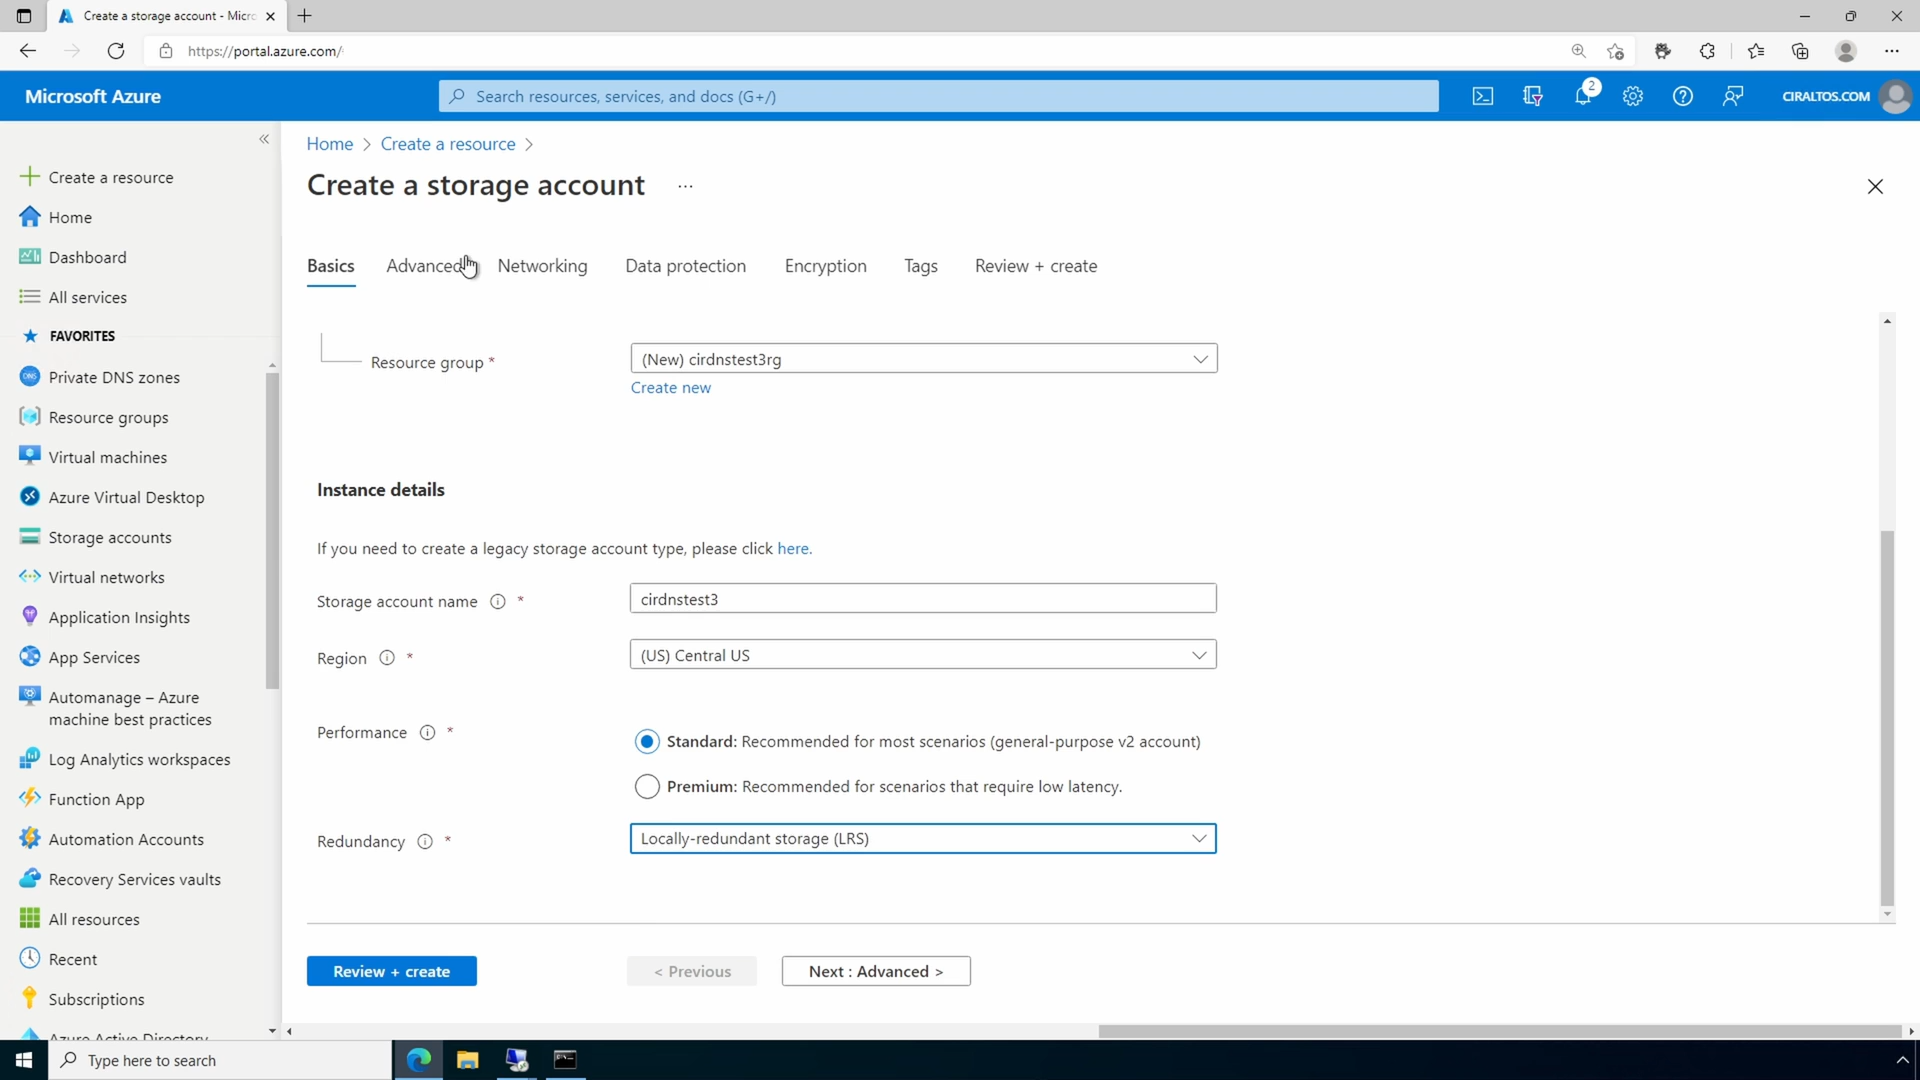 Create a storage account - Micr
https://portal.azure.com/
Microsoft Azure
Search resources, services, and docs (G+/)
2
CIRALTOS.COM
Create a resource
Home
Dashboard
All services
FAVORITES
DNS
Private DNS zones
Resource groups
Virtual machines
Azure Virtual Desktop
Storage accounts
Virtual networks
Application Insights
App Services
Automanage – Azure
machine best practices
Log Analytics workspaces
Function App
Automation Accounts
Recovery Services vaults
All resources
Recent
Subscriptions
Azure Active Directory
Home > Create a resource >
Create a storage account ...
Basics Advanced Networking Data protection Encryption Tags Review + create
Resource group * (New) cirdnstest3rg
Create new
Instance details
If you need to create a legacy storage account type, please click here.
Storage account name * cirdnstest3
Region * (US) Central US
Performance * Standard: Recommended for most scenarios (general-purpose v2 account)
Premium: Recommended for scenarios that require low latency.
Redundancy * Locally-redundant storage (LRS)
Review + create < Previous Next : Advanced >
Type here to search